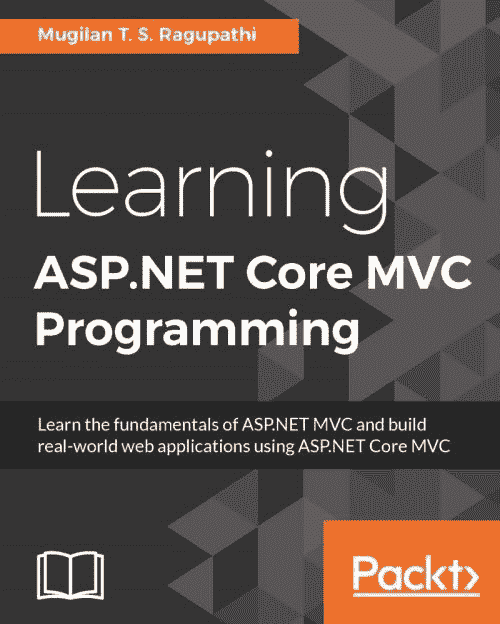 Mugilan T. S. Ragupathi
Learning
ASP.NET Core MVC
Programming
Learn the fundamentals of ASP.NET MVC and build
real-world web applications using ASP.NET Core MVC
Packt>